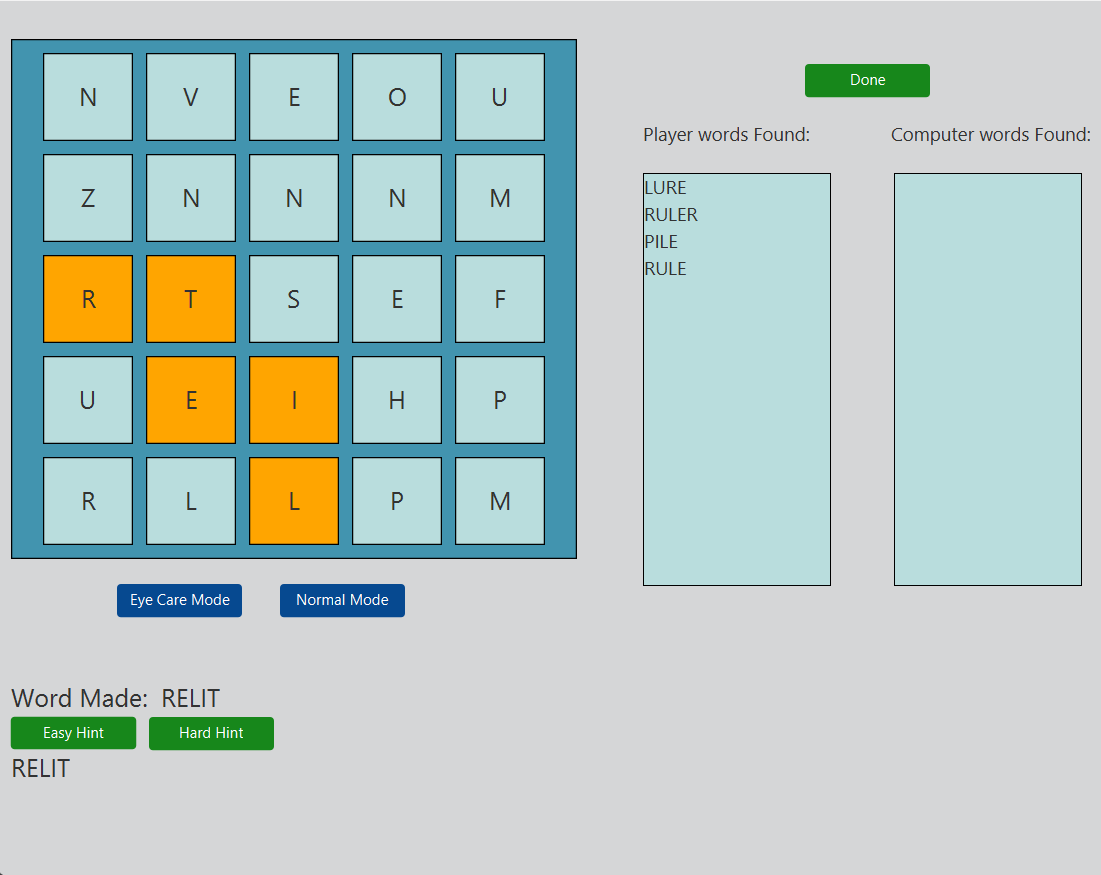 N V E O U
Z N N N M
R T S E F
U E I H P
R L L P M
Eye Care Mode Normal Mode
Word Made: RELIT
Easy Hint Hard Hint
RELIT
Done
Player words Found: Computer words Found:
LURE
RULER
PILE
RULE